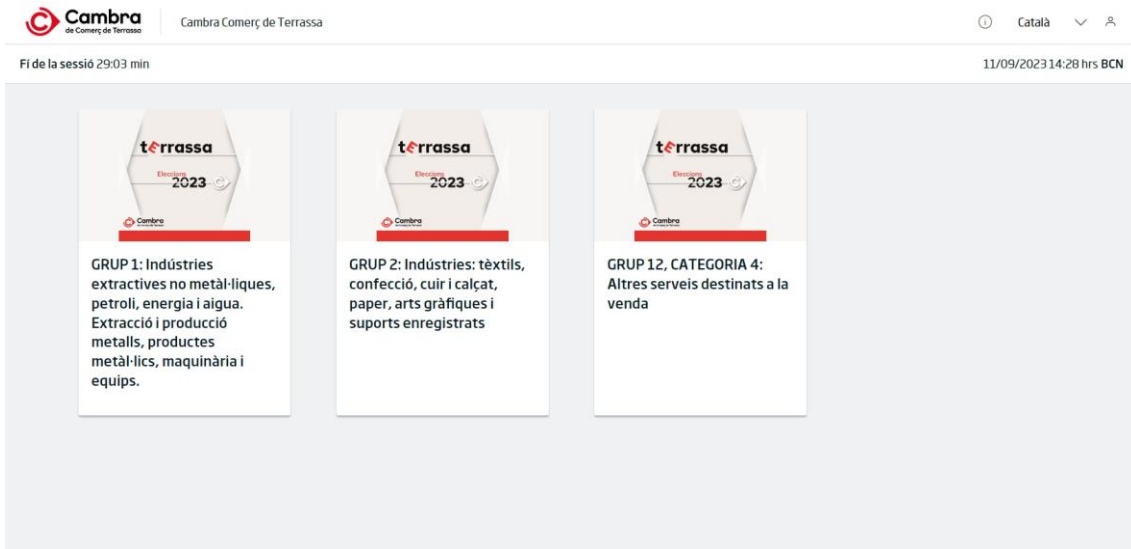 Cambra
de Comerç de Terrassa
Cambra Comerç de Terrassa
Català
Fi de la sessió 29:03 min
11/09/2023 14:28 hrs BCN
terrassa
Eleccions
2023
Cambra
GRUP 1: Indústries
extractives no metàl·liques,
petroli, energia i aigua.
Extracció i producció
metalls, productes
metàl·lics, maquinària i
equips.
terrassa
Eleccions
2023
Cambra
GRUP 2: Indústries: tèxtils,
confecció, cuir i calçat,
paper, arts gràfiques i
suports enregistrats
terrassa
Eleccions
2023
Cambra
GRUP 12, CATEGORIA 4:
Altres serveis destinats a la
venda